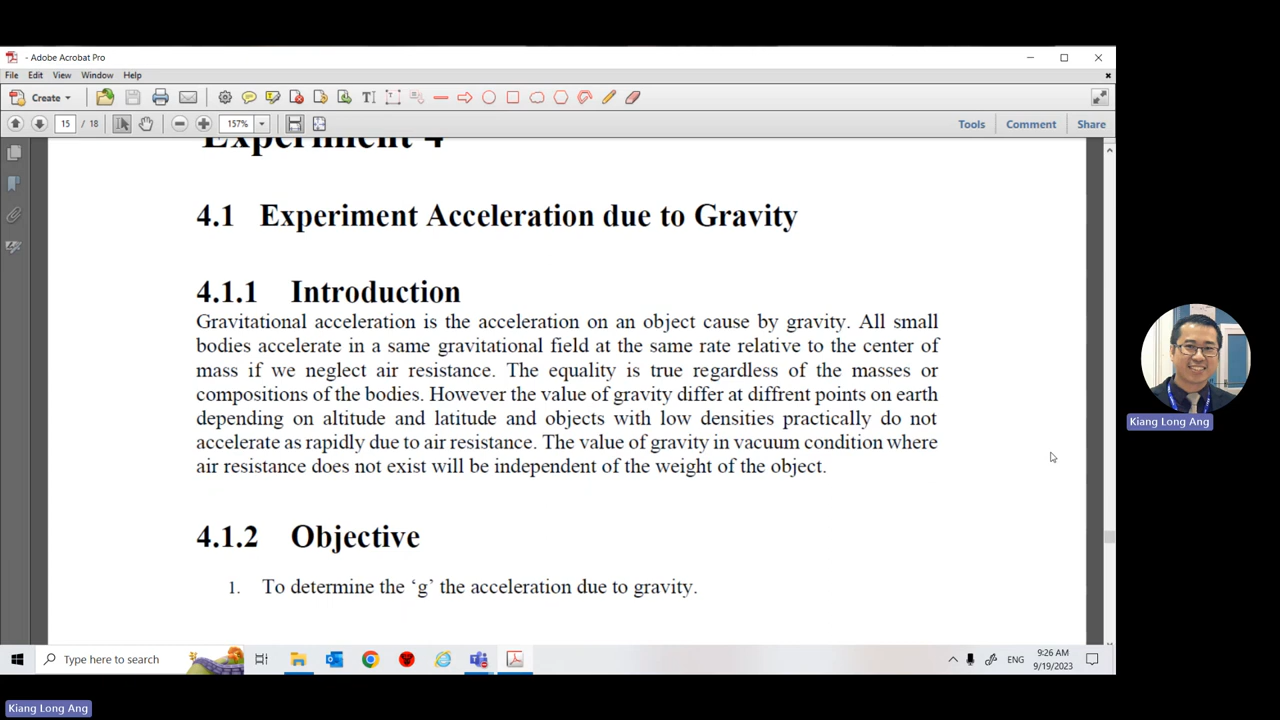 - Adobe Acrobat Pro
File Edit View Window Help
Create
15 / 18 157% Tools Comment Share
Experiment 4
4.1 Experiment Acceleration due to Gravity
4.1.1 Introduction
Gravitational acceleration is the acceleration on an object cause by gravity. All small
bodies accelerate in a same gravitational field at the same rate relative to the center of
mass if we neglect air resistance. The equality is true regardless of the masses or
compositions of the bodies. However the value of gravity differ at diffrent points on earth
depending on altitude and latitude and objects with low densities practically do not
accelerate as rapidly due to air resistance. The value of gravity in vacuum condition where
air resistance does not exist will be independent of the weight of the object.
4.1.2 Objective
1. To determine the ‘g’ the acceleration due to gravity.
Kiang Long Ang
Type here to search
ENG
9:26 AM
9/19/2023
Kiang Long Ang